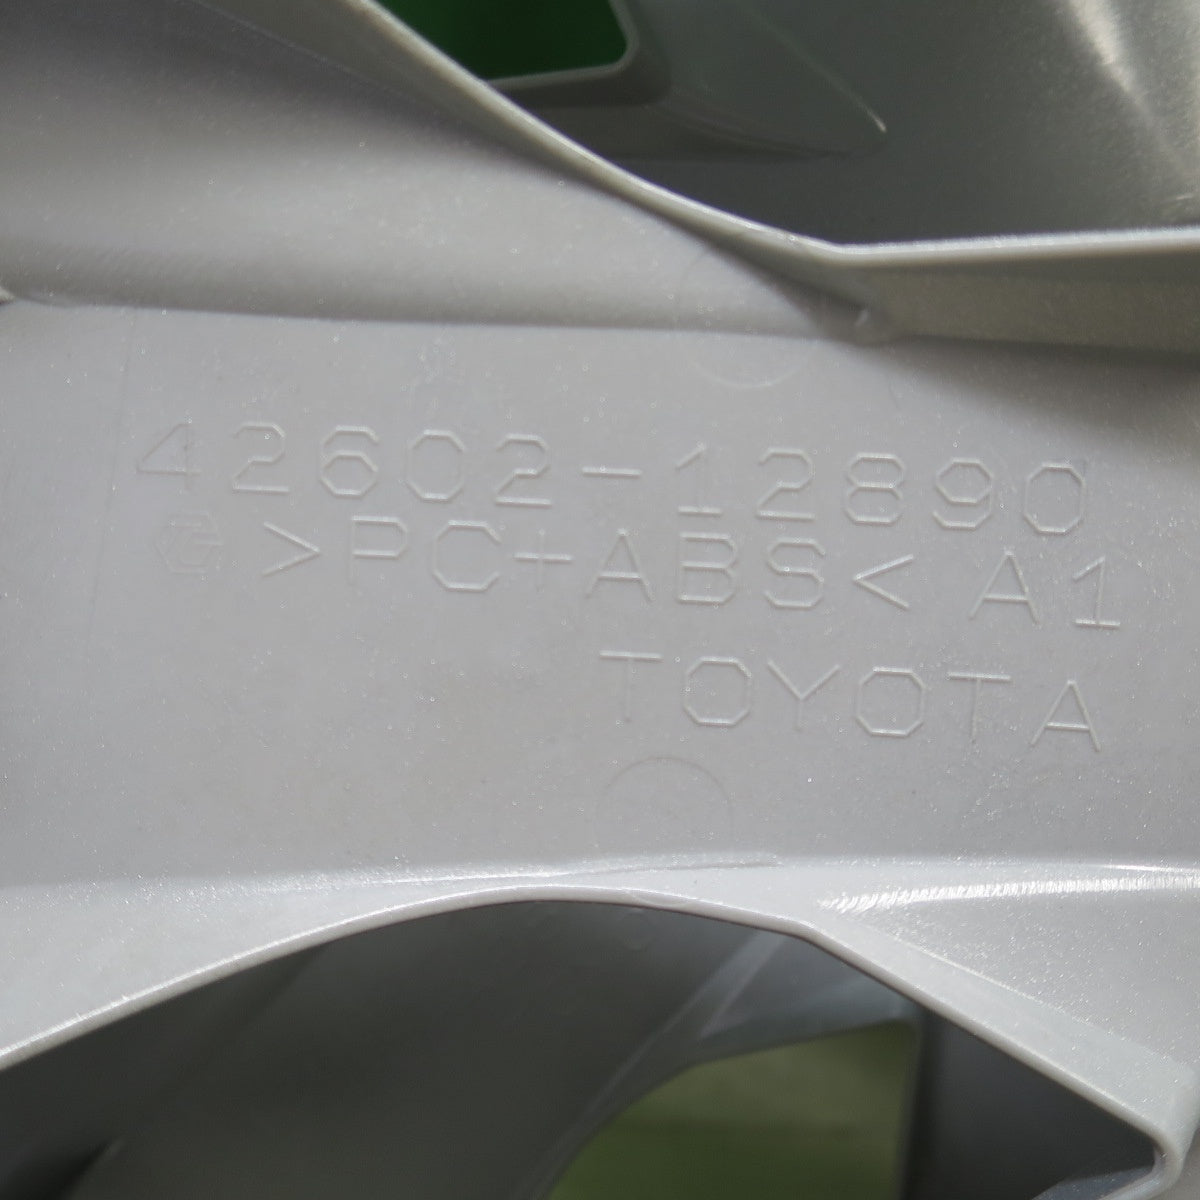 42602-12890
>PC+ABS< A1
TOYOTA